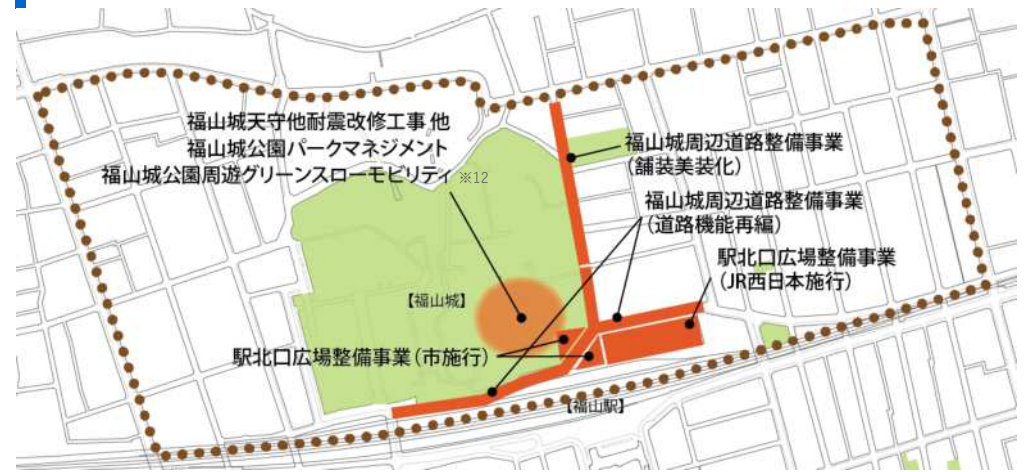 福山城天守他耐震改修工事 他
福山城公園パークマネジメント
福山城公園周遊グリーンスローモビリティ ※12
福山城周辺道路整備事業
(舗装美装化)
福山城周辺道路整備事業
(道路機能再編)
駅北口広場整備事業
(JR西日本施行)
【福山城】
駅北口広場整備事業(市施行)
【福山駅】